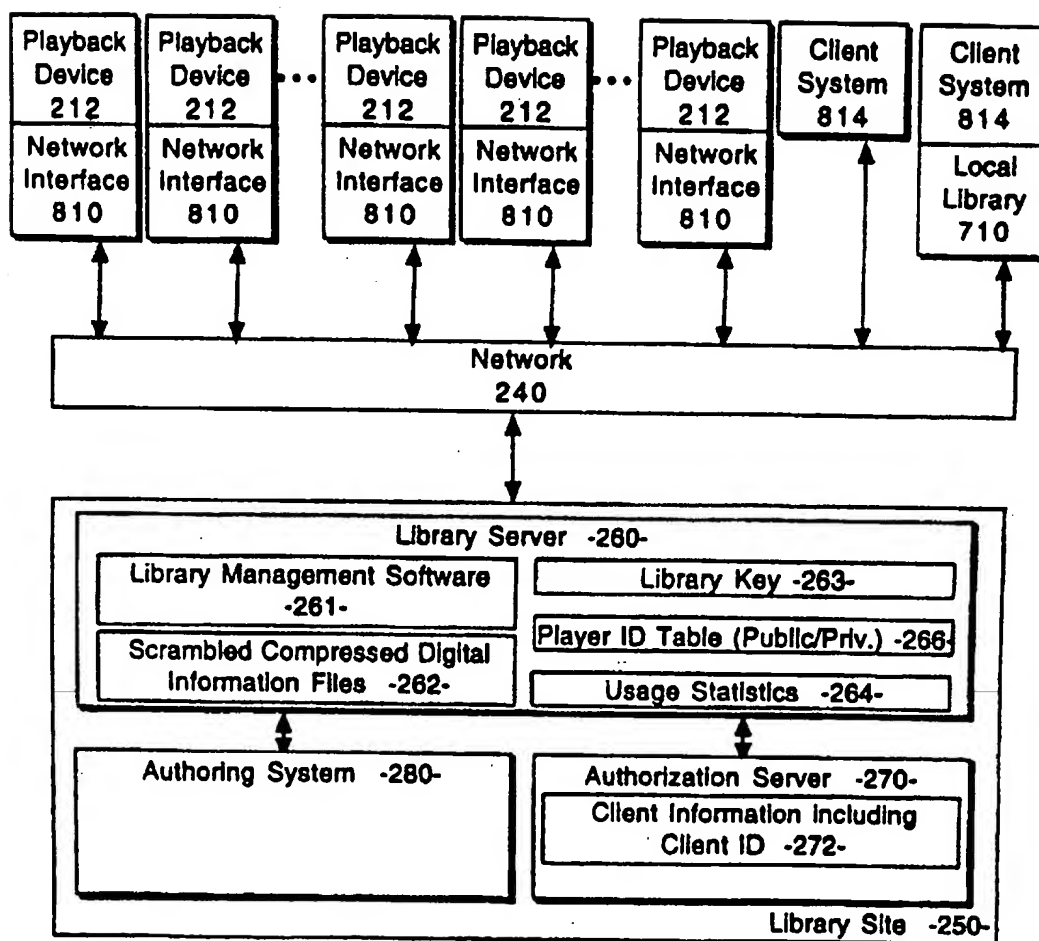 Playback
Device
212
Network
Interface
810
Playback
Device
212
Network
Interface
810
Playback
Device
212
Network
Interface
810
Playback
Device
212
Network
Interface
810
Playback
Device
212
Network
Interface
810
Client
System
814
Client
System
814
Local
Library
710
Network
240
Library Server -260-
Library Management Software
-261-
Scrambled Compressed Digital
Information Files -262-
Library Key -263-
Player ID Table (Public/Priv.) -266-
Usage Statistics -264-
Authoring System -280-
Authorization Server -270-
Client Information including
Client ID -272-
Library Site -250-